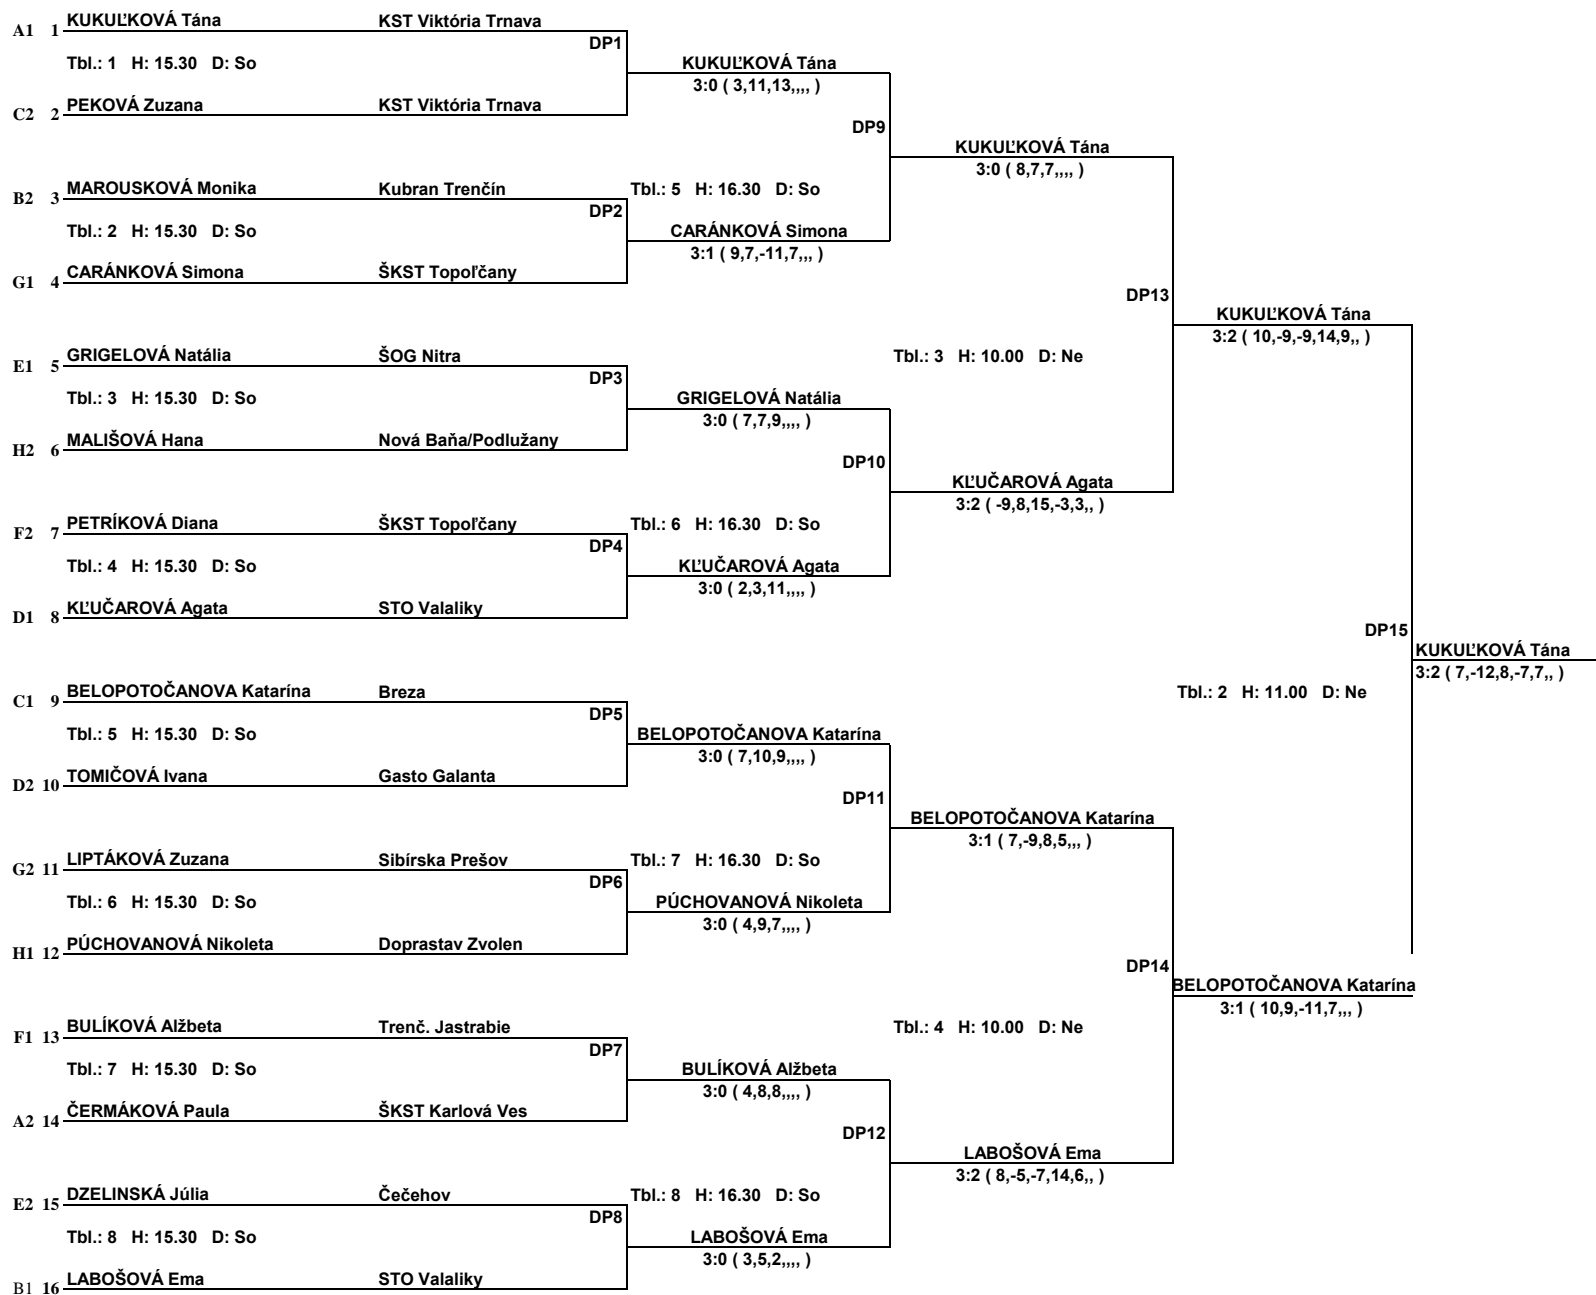 A1 1 KUKUĽKOVÁ Tána KST Viktória Trnava
DP1
Tbl.: 1 H: 15.30 D: So
KUKUĽKOVÁ Tána
3:0 ( 3,11,13,,,, )
C2 2 PEKOVÁ Zuzana KST Viktória Trnava
DP9
KUKUĽKOVÁ Tána
3:0 ( 8,7,7,,,, )
B2 3 MAROUSKOVÁ Monika Kubran Trenčín
Tbl.: 5 H: 16.30 D: So
DP2
Tbl.: 2 H: 15.30 D: So
CARÁNKOVÁ Simona
3:1 ( 9,7,-11,7,,, )
G1 4 CARÁNKOVÁ Simona ŠKST Topoľčany
DP13
KUKUĽKOVÁ Tána
3:2 ( 10,-9,-9,14,9,, )
E1 5 GRIGELOVÁ Natália ŠOG Nitra
Tbl.: 3 H: 10.00 D: Ne
DP3
Tbl.: 3 H: 15.30 D: So
GRIGELOVÁ Natália
3:0 ( 7,7,9,,,, )
H2 6 MALIŠOVÁ Hana Nová Baňa/Podlužany
DP10
KĽUČAROVÁ Agata
3:2 ( -9,8,15,-3,3,, )
F2 7 PETRÍKOVÁ Diana ŠKST Topoľčany
Tbl.: 6 H: 16.30 D: So
DP4
Tbl.: 4 H: 15.30 D: So
KĽUČAROVÁ Agata
3:0 ( 2,3,11,,,, )
D1 8 KĽUČAROVÁ Agata STO Valaliky
DP15
KUKUĽKOVÁ Tána
3:2 ( 7,-12,8,-7,7,, )
C1 9 BELOPOTOČANOVA Katarína Breza
Tbl.: 2 H: 11.00 D: Ne
DP5
Tbl.: 5 H: 15.30 D: So
BELOPOTOČANOVA Katarína
3:0 ( 7,10,9,,,, )
D2 10 TOMIČOVÁ Ivana Gasto Galanta
DP11
BELOPOTOČANOVA Katarína
3:1 ( 7,-9,8,5,,, )
G2 11 LIPTÁKOVÁ Zuzana Sibírska Prešov
Tbl.: 7 H: 16.30 D: So
DP6
Tbl.: 6 H: 15.30 D: So
PÚCHOVANOVÁ Nikoleta
3:0 ( 4,9,7,,,, )
H1 12 PÚCHOVANOVÁ Nikoleta Doprastav Zvolen
DP14
BELOPOTOČANOVA Katarína
3:1 ( 10,9,-11,7,,, )
F1 13 BULÍKOVÁ Alžbeta Trenč. Jastrabie
Tbl.: 4 H: 10.00 D: Ne
DP7
Tbl.: 7 H: 15.30 D: So
BULÍKOVÁ Alžbeta
3:0 ( 4,8,8,,,, )
A2 14 ČERMÁKOVÁ Paula ŠKST Karlová Ves
DP12
LABOŠOVÁ Ema
3:2 ( 8,-5,-7,14,6,, )
E2 15 DZELINSKÁ Júlia Čečehov
Tbl.: 8 H: 16.30 D: So
DP8
Tbl.: 8 H: 15.30 D: So
LABOŠOVÁ Ema
3:0 ( 3,5,2,,,, )
B1 16 LABOŠOVÁ Ema STO Valaliky